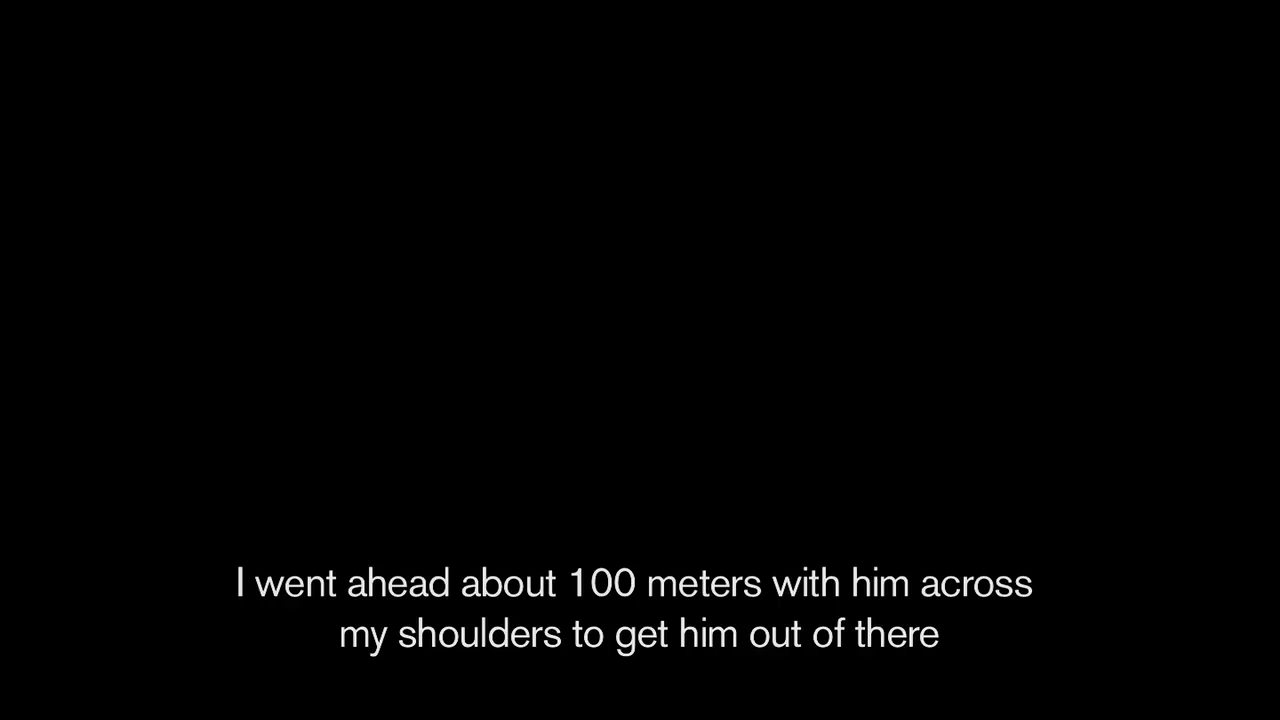 I went ahead about 100 meters with him across
my shoulders to get him out of there